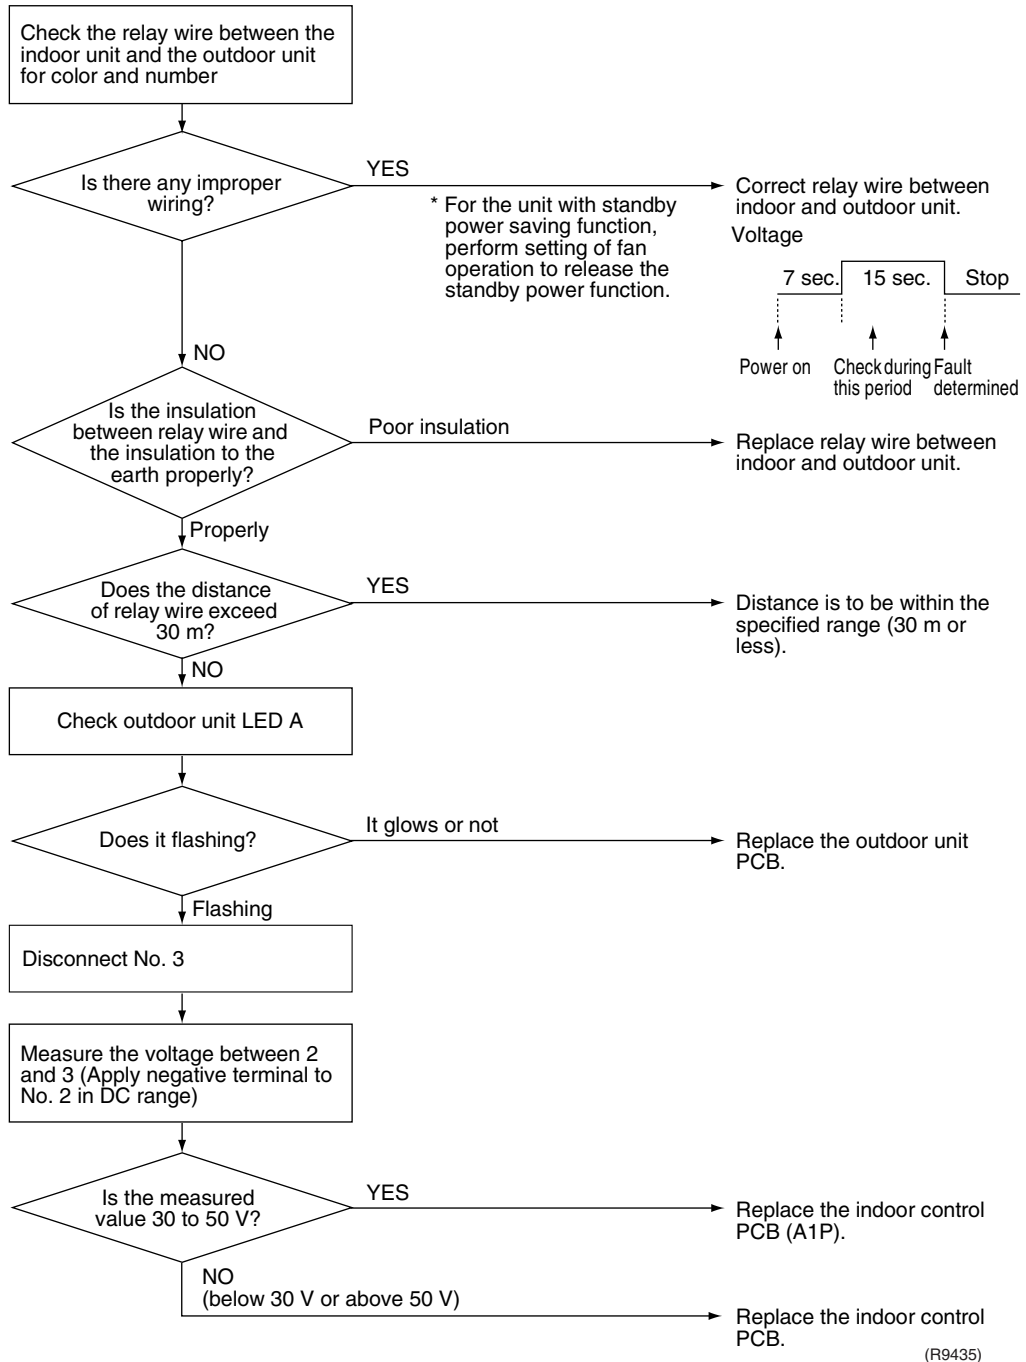 Check the relay wire between the
indoor unit and the outdoor unit
for color and number
Is there any improper
wiring?
YES
* For the unit with standby
power saving function,
perform setting of fan
operation to release the
standby power function.
Correct relay wire between
indoor and outdoor unit.
Voltage
7 sec. 15 sec. Stop
Power on
Check during
this period
Fault
determined
NO
Is the insulation
between relay wire and
the insulation to the
earth properly?
Poor insulation
Replace relay wire between
indoor and outdoor unit.
Properly
Does the distance
of relay wire exceed
30 m?
YES
Distance is to be within the
specified range (30 m or
less).
NO
Check outdoor unit LED A
Does it flashing?
It glows or not
Replace the outdoor unit
PCB.
Flashing
Disconnect No. 3
Measure the voltage between 2
and 3 (Apply negative terminal to
No. 2 in DC range)
Is the measured
value 30 to 50 V?
YES
Replace the indoor control
PCB (A1P).
NO
(below 30 V or above 50 V)
Replace the indoor control
PCB.
(R9435)